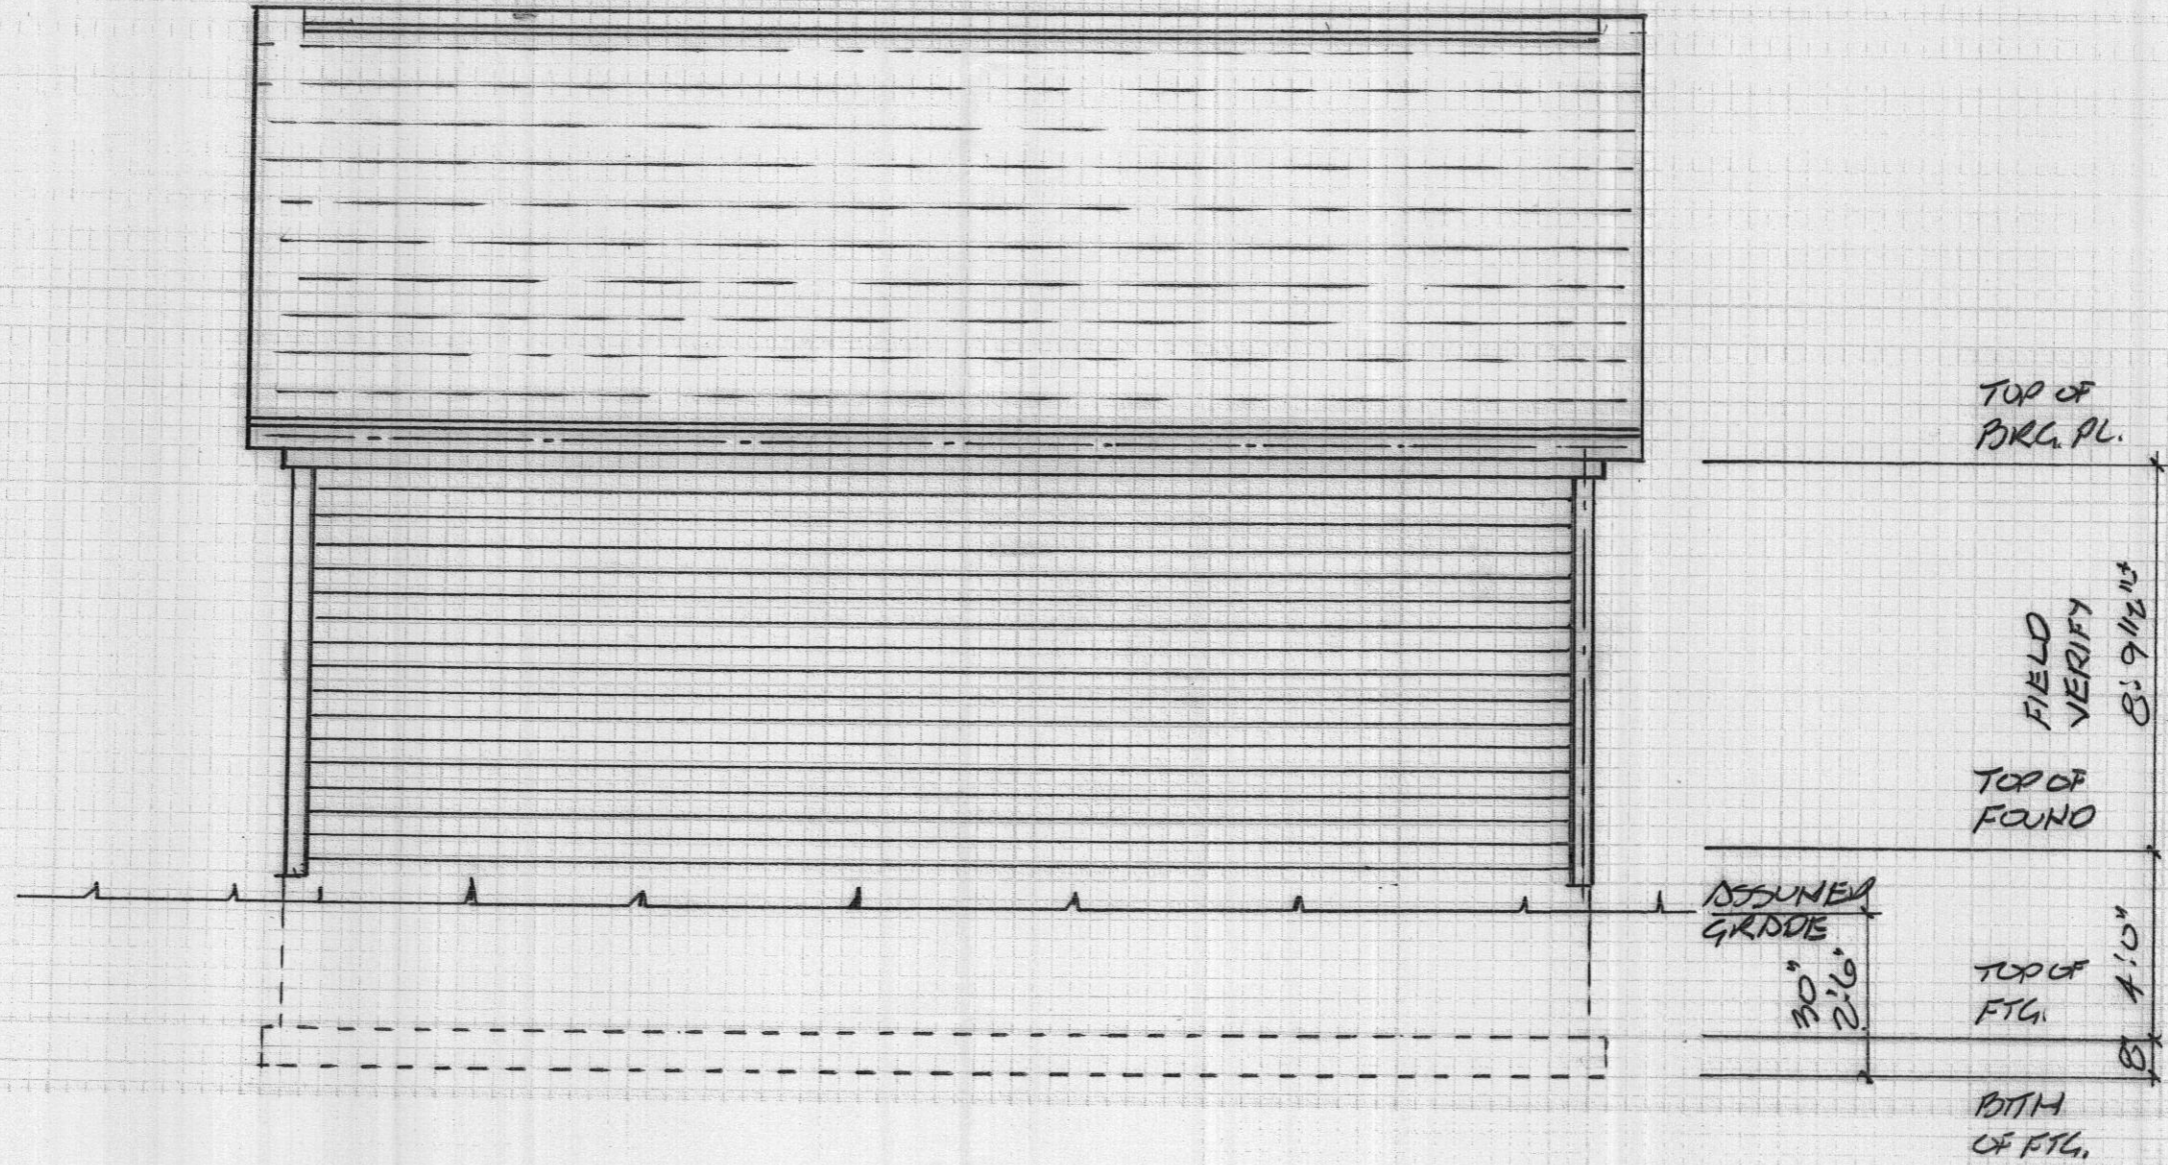 TOP OF
BRG. PL.
FIELD
VERIFY
8'-9 1/2"±
TOP OF
FOUND
ASSUMED
GRADE
30"
2'-6"
TOP OF
FTG.
4'-0"
8
BTTM
OF FTG.